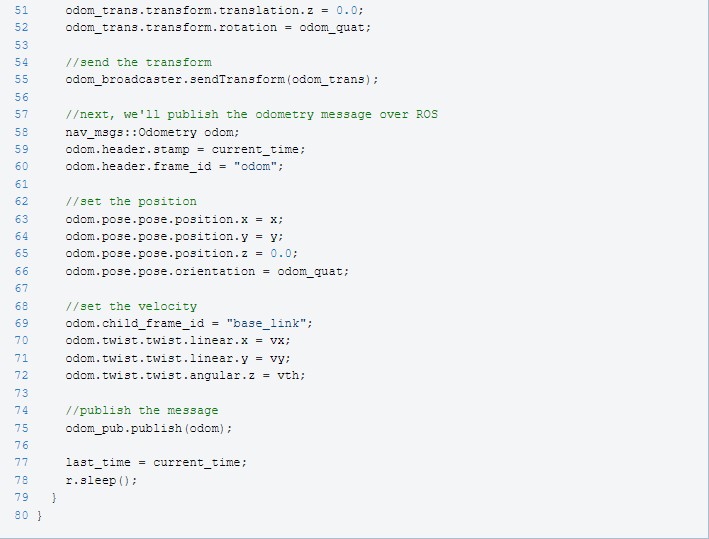 51 odom_trans.transform.translation.z = 0.0;
52 odom_trans.transform.rotation = odom_quat;
53
54 //send the transform
55 odom_broadcaster.sendTransform(odom_trans);
56
57 //next, we'll publish the odometry message over ROS
58 nav_msgs::Odometry odom;
59 odom.header.stamp = current_time;
60 odom.header.frame_id = "odom";
61
62 //set the position
63 odom.pose.pose.position.x = x;
64 odom.pose.pose.position.y = y;
65 odom.pose.pose.position.z = 0.0;
66 odom.pose.pose.orientation = odom_quat;
67
68 //set the velocity
69 odom.child_frame_id = "base_link";
70 odom.twist.twist.linear.x = vx;
71 odom.twist.twist.linear.y = vy;
72 odom.twist.twist.angular.z = vth;
73
74 //publish the message
75 odom_pub.publish(odom);
76
77 last_time = current_time;
78 r.sleep();
79 }
80 }